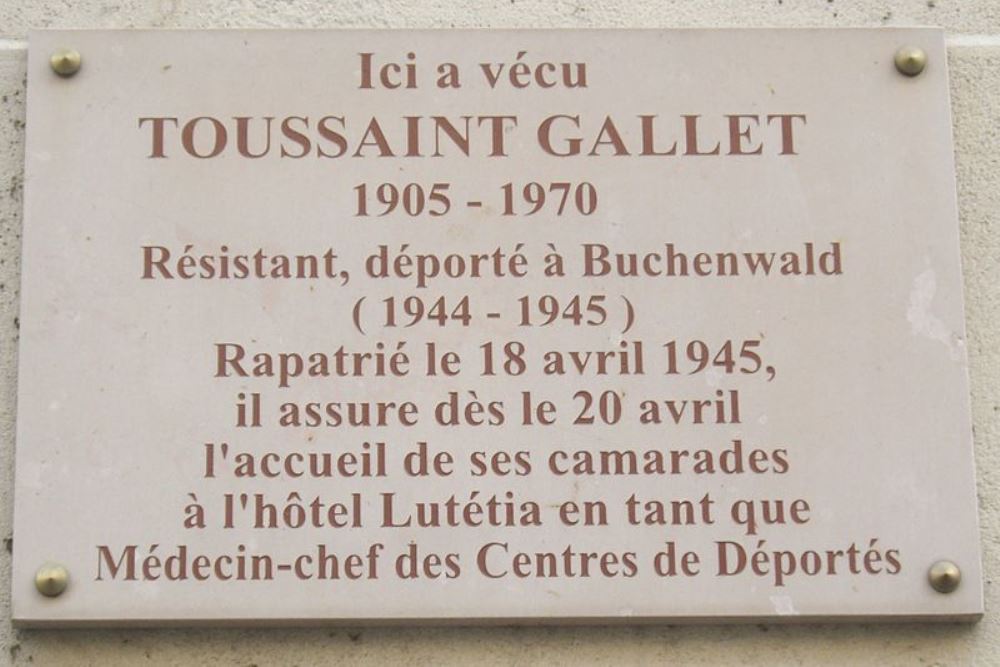 Ici a vécu
TOUSSAINT GALLET
1905 - 1970
Résistant, déporté à Buchenwald
( 1944 - 1945 )
Rapatrié le 18 avril 1945,
il assure dès le 20 avril
l'accueil de ses camarades
à l'hôtel Lutétia en tant que
Médecin-chef des Centres de Déportés